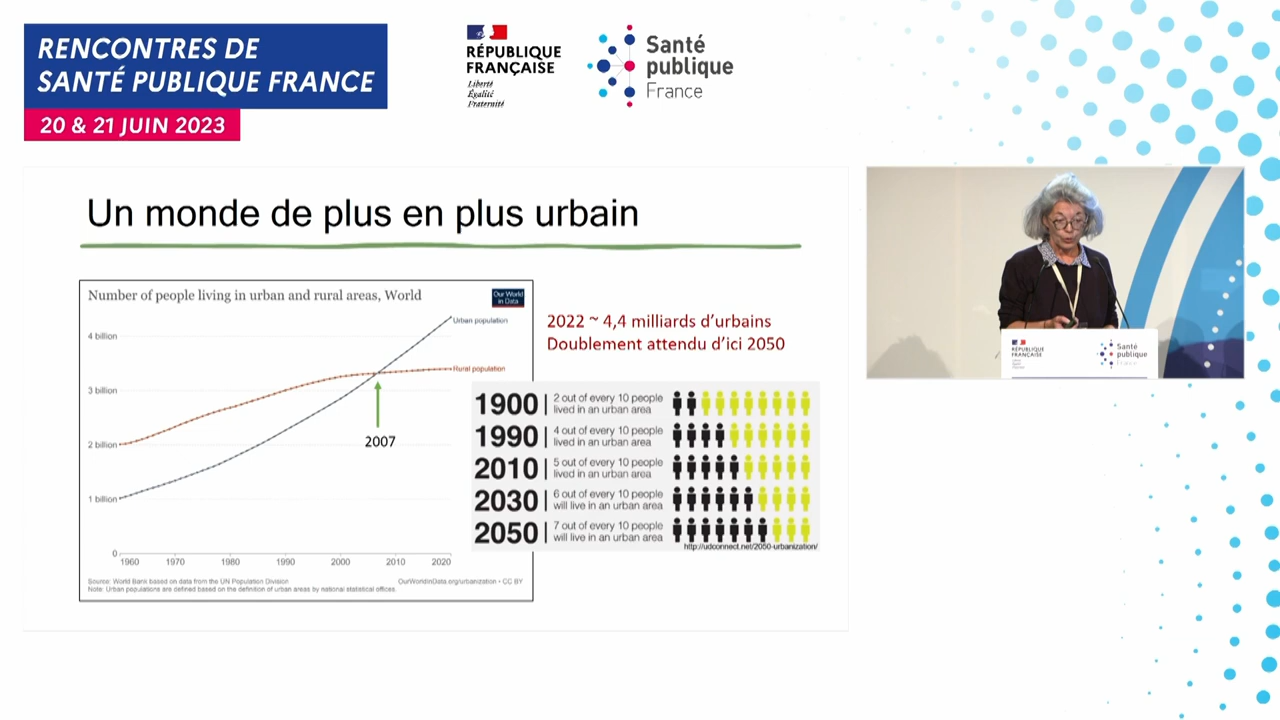 RENCONTRES DE
SANTÉ PUBLIQUE FRANCE
20 & 21 JUIN 2023
RÉPUBLIQUE
FRANÇAISE
Liberté
Égalité
Fraternité
Santé
publique
France
Un monde de plus en plus urbain
Number of people living in urban and rural areas, World
Our World
in Data
Urban population
4 billion
Rural population
3 billion
2007
2 billion
1 billion
0
1960 1970 1980 1990 2000 2010 2020
Source: World Bank based on data from the UN Population Division
OurWorldInData.org/urbanization • CC BY
Note: Urban populations are defined based on the definition of urban areas by national statistical offices.
2022 ~ 4,4 milliards d’urbains
Doublement attendu d’ici 2050
1900 2 out of every 10 people
lived in an urban area
1990 4 out of every 10 people
lived in an urban area
2010 5 out of every 10 people
lived in an urban area
2030 6 out of every 10 people
will live in an urban area
2050 7 out of every 10 people
will live in an urban area
http://udconnect.net/2050-urbanization/
RÉPUBLIQUE
FRANÇAISE
Santé
publique
France